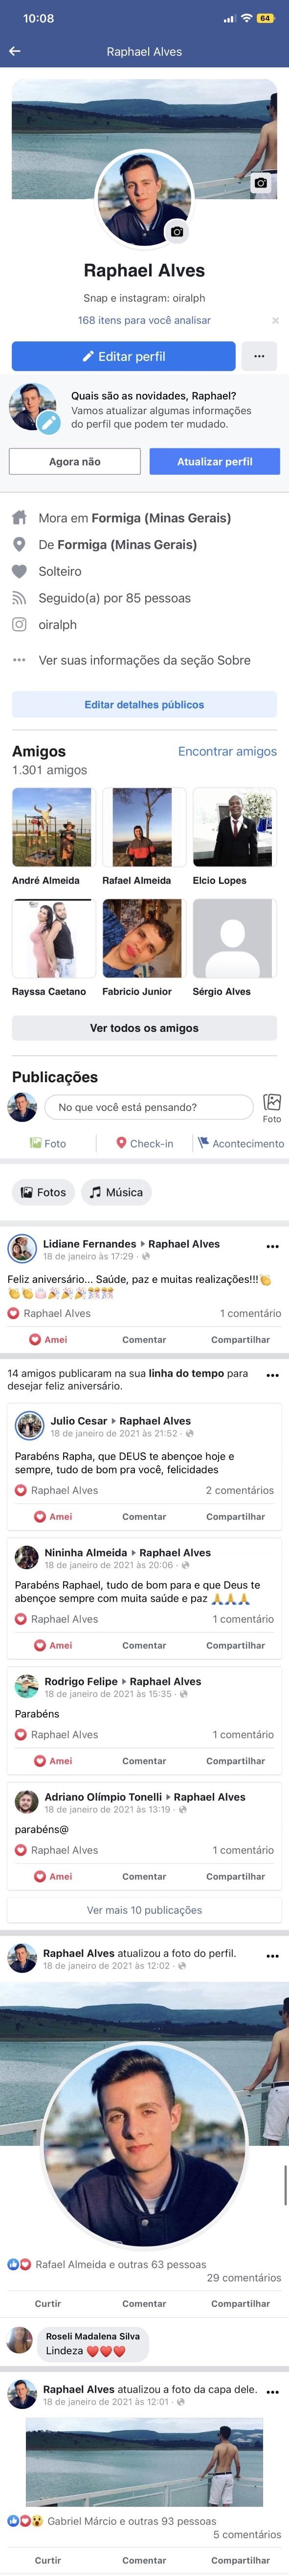 10:08
64
Raphael Alves
Raphael Alves
Snap e instagram: oiralph
168 itens para você analisar
Editar perfil
Quais são as novidades, Raphael?
Vamos atualizar algumas informações
do perfil que podem ter mudado.
Agora não
Atualizar perfil
Mora em Formiga (Minas Gerais)
De Formiga (Minas Gerais)
Solteiro
Seguido(a) por 85 pessoas
oiralph
Ver suas informações da seção Sobre
Editar detalhes públicos
Amigos
Encontrar amigos
1.301 amigos
André Almeida
Rafael Almeida
Elcio Lopes
Rayssa Caetano
Fabricio Junior
Sérgio Alves
Ver todos os amigos
Publicações
No que você está pensando?
Foto
Foto
Check-in
Acontecimento
Fotos
Música
Lidiane Fernandes ▸ Raphael Alves
18 de janeiro às 17:29 ·
Feliz aniversário... Saúde, paz e muitas realizações!!!👏
👏👏🎂🎉🎉🎉🎊🎊
Raphael Alves
1 comentário
Amei
Comentar
Compartilhar
14 amigos publicaram na sua linha do tempo para
desejar feliz aniversário.
Julio Cesar ▸ Raphael Alves
18 de janeiro de 2021 às 21:52 ·
Parabéns Rapha, que DEUS te abençoe hoje e
sempre, tudo de bom pra você, felicidades
Raphael Alves
2 comentários
Amei
Comentar
Compartilhar
Nininha Almeida ▸ Raphael Alves
18 de janeiro de 2021 às 20:06 ·
Parabéns Raphael, tudo de bom para e que Deus te
abençoe sempre com muita saúde e paz 🙏🙏🙏
Raphael Alves
1 comentário
Amei
Comentar
Compartilhar
Rodrigo Felipe ▸ Raphael Alves
18 de janeiro de 2021 às 15:35 ·
Parabéns
Raphael Alves
1 comentário
Amei
Comentar
Compartilhar
Adriano Olímpio Tonelli ▸ Raphael Alves
18 de janeiro de 2021 às 13:19 ·
parabéns@
Raphael Alves
1 comentário
Amei
Comentar
Compartilhar
Ver mais 10 publicações
Raphael Alves atualizou a foto do perfil.
18 de janeiro de 2021 às 12:02 ·
Rafael Almeida e outras 63 pessoas
29 comentários
Curtir
Comentar
Compartilhar
Roseli Madalena Silva
Lindeza ❤️❤️❤️
Raphael Alves atualizou a foto da capa dele.
18 de janeiro de 2021 às 12:01 ·
Gabriel Márcio e outras 93 pessoas
5 comentários
Curtir
Comentar
Compartilhar